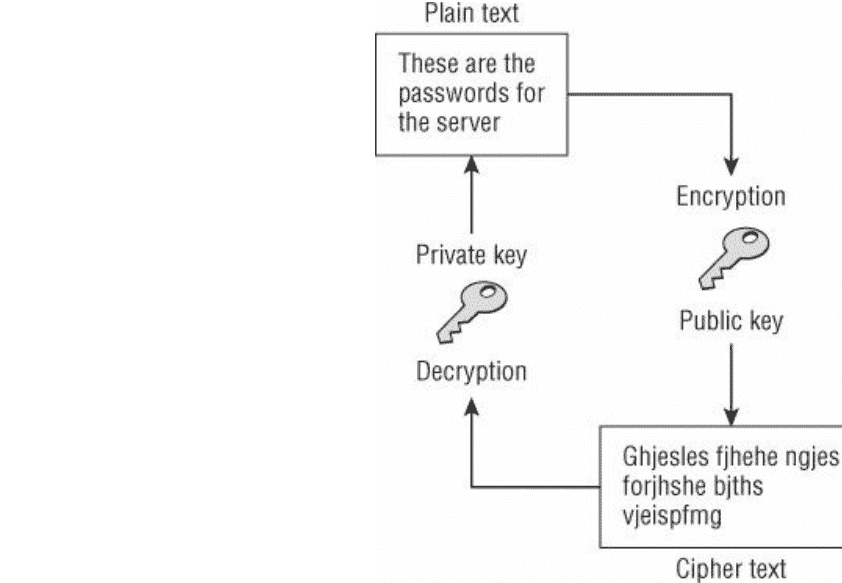 Plain text
These are the
passwords for
the server
Encryption
Private key
Public key
Decryption
Ghjesles fjhehe ngjes
forjhshe bjths
vjeispfmg
Cipher text